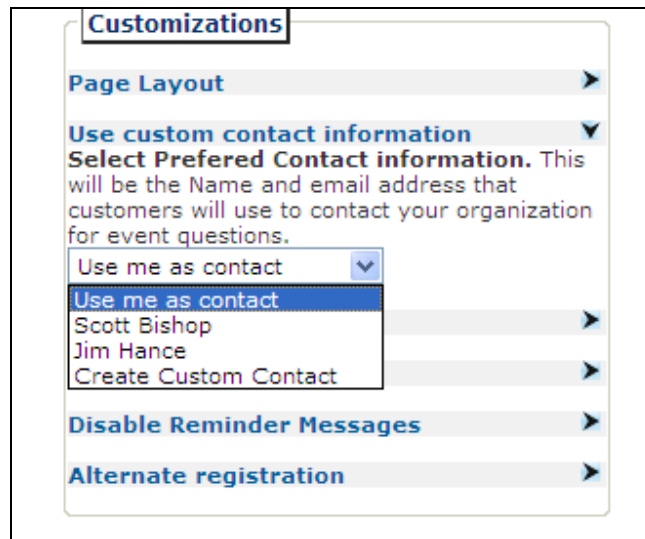 Customizations
Page Layout
Use custom contact information
Select Prefered Contact information. This
will be the Name and email address that
customers will use to contact your organization
for event questions.
Use me as contact
Use me as contact
Scott Bishop
Jim Hance
Create Custom Contact
Disable Reminder Messages
Alternate registration